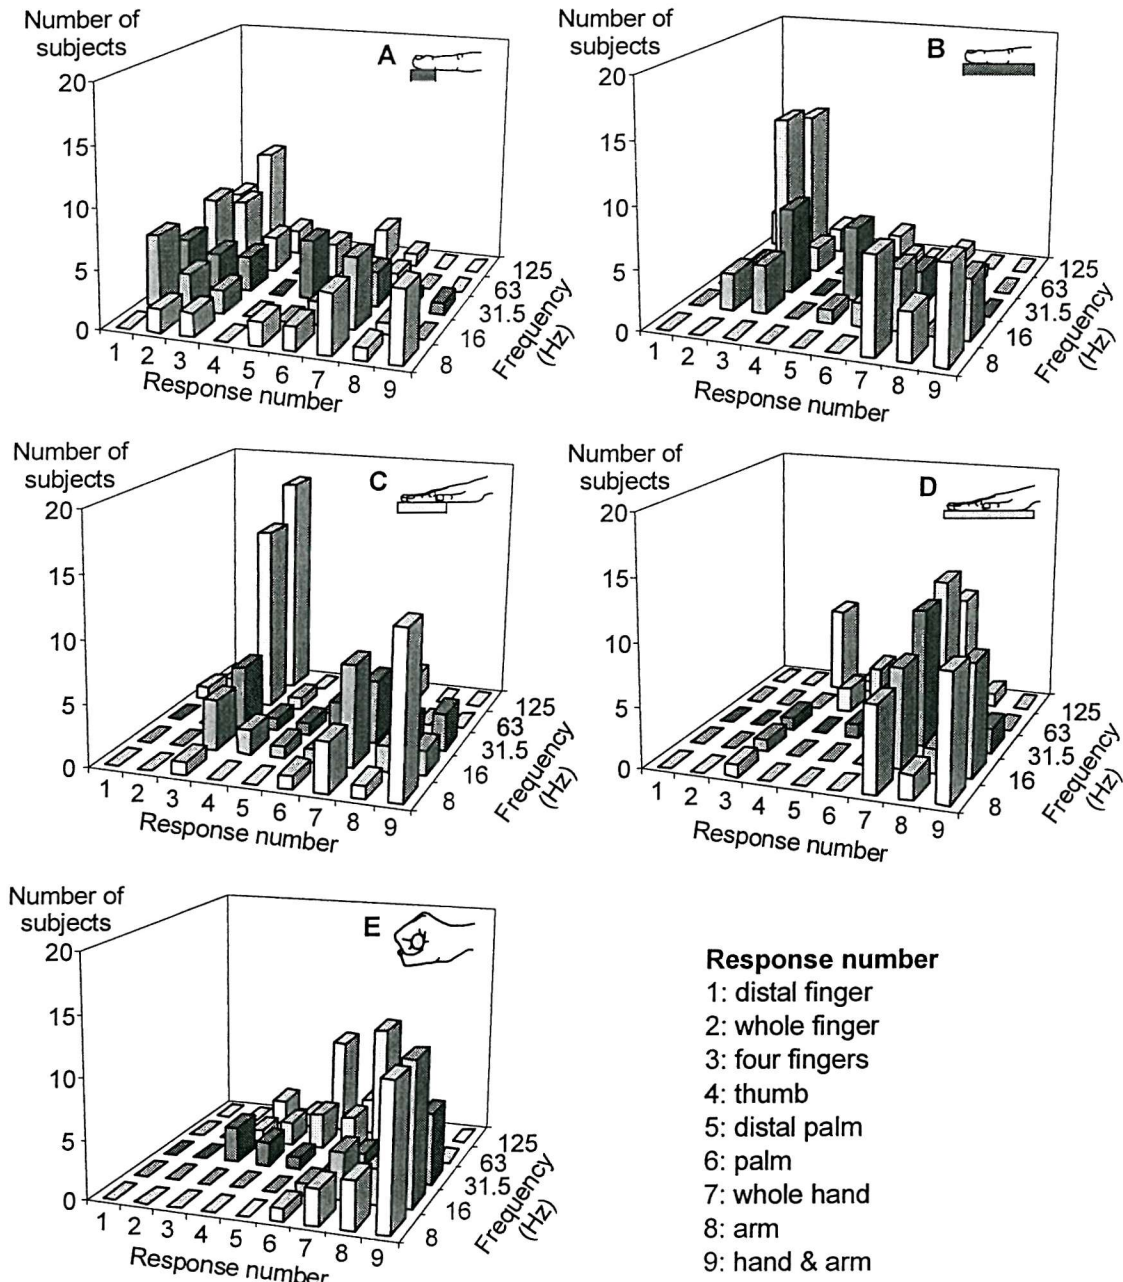 Number of
subjects
A
20
15
10
5
0
1 2 3 4 5 6 7 8 9
Response number
8 16 31.5 63 125
Frequency
(Hz)
Number of
subjects
B
20
15
10
5
0
1 2 3 4 5 6 7 8 9
Response number
8 16 31.5 63 125
Frequency
(Hz)
Number of
subjects
C
20
15
10
5
0
1 2 3 4 5 6 7 8 9
Response number
8 16 31.5 63 125
Frequency
(Hz)
Number of
subjects
D
20
15
10
5
0
1 2 3 4 5 6 7 8 9
Response number
8 16 31.5 63 125
Frequency
(Hz)
Number of
subjects
E
20
15
10
5
0
1 2 3 4 5 6 7 8 9
Response number
8 16 31.5 63 125
Frequency
(Hz)
Response number
1: distal finger
2: whole finger
3: four fingers
4: thumb
5: distal palm
6: palm
7: whole hand
8: arm
9: hand & arm